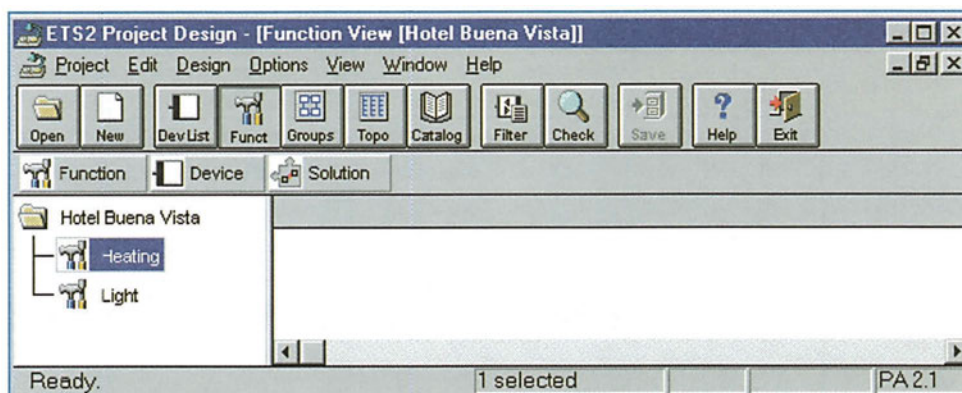 ETS2 Project Design - [Function View [Hotel Buena Vista]]
Project Edit Design Options View Window Help
Open New Dev List Funct Groups Topo Catalog Filter Check Save Help Exit
Function Device Solution
Hotel Buena Vista
Heating
Light
Ready. 1 selected PA 2.1